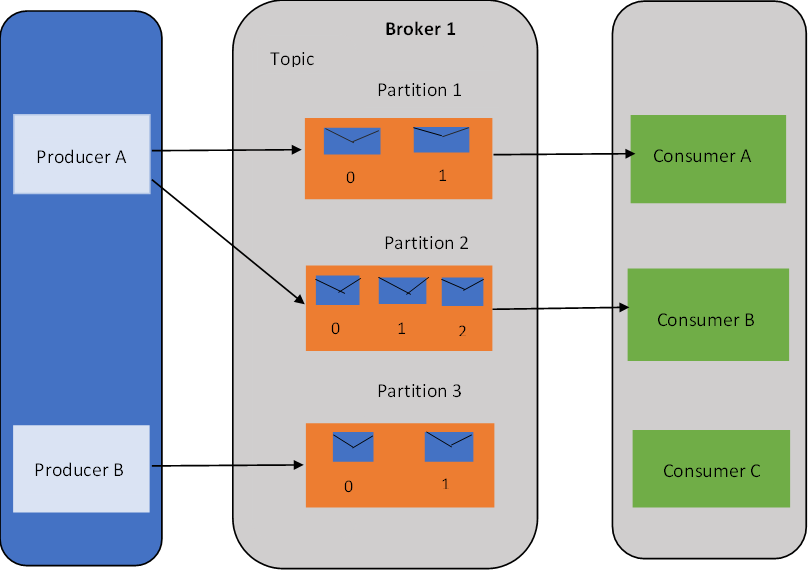 Broker 1
Topic
Partition 1
Producer A
0
1
Consumer A
Partition 2
0
1
2
Consumer B
Partition 3
Producer B
0
1
Consumer C